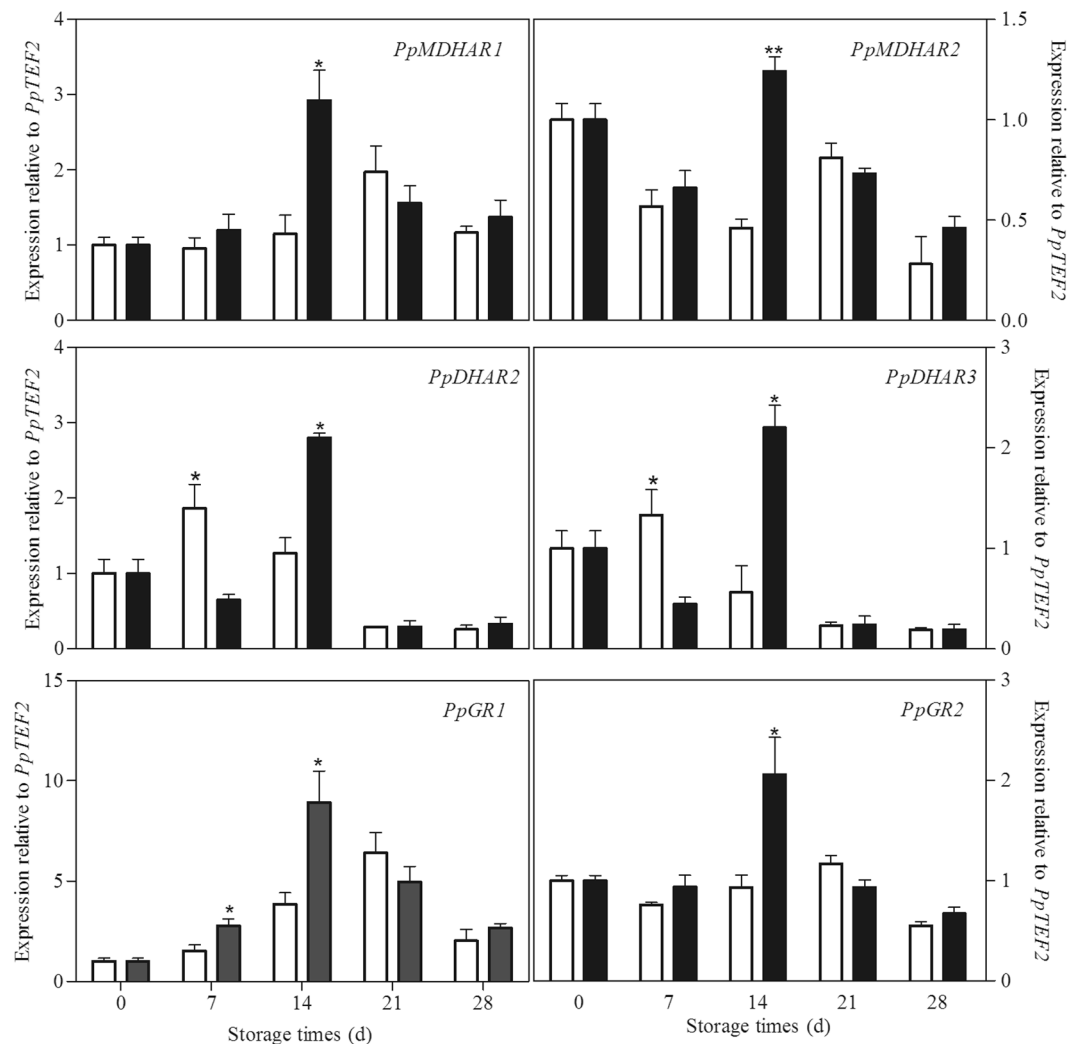 PpMDHAR1
4
3
2
1
0
Expression relative to PpTEF2
*
PpMDHAR2
1.5
1.0
0.5
0.0
Expression relative to PpTEF2
**
PpDHAR2
4
3
2
1
0
Expression relative to PpTEF2
*
*
PpDHAR3
3
2
1
0
Expression relative to PpTEF2
*
*
PpGR1
15
10
5
0
Expression relative to PpTEF2
*
*
0 7 14 21 28
Storage times (d)
PpGR2
3
2
1
0
Expression relative to PpTEF2
*
0 7 14 21 28
Storage times (d)